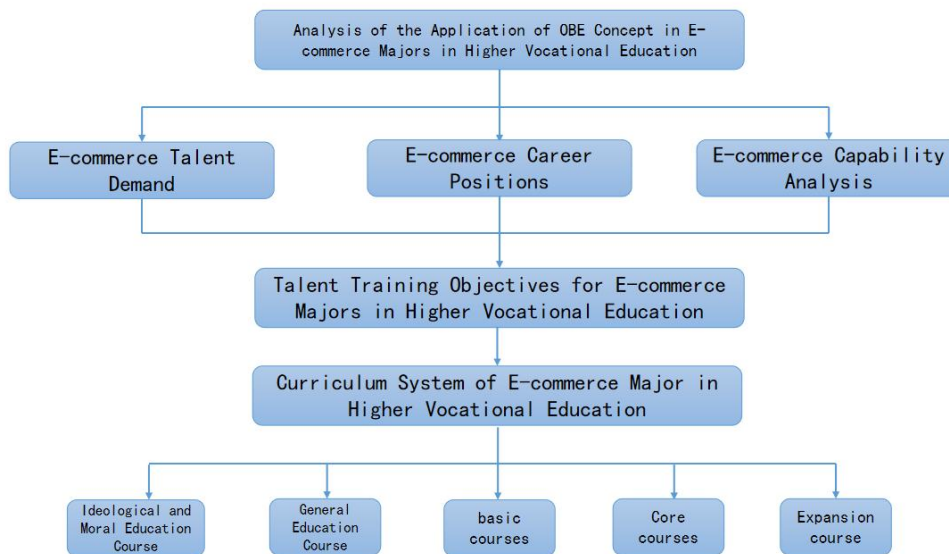 Analysis of the Application of OBE Concept in E-
commerce Majors in Higher Vocational Education
E-commerce Talent
Demand
E-commerce Career
Positions
E-commerce Capability
Analysis
Talent Training Objectives for E-commerce
Majors in Higher Vocational Education
Curriculum System of E-commerce Major in
Higher Vocational Education
Ideological and
Moral Education
Course
General
Education
Course
basic
courses
Core
courses
Expansion
course